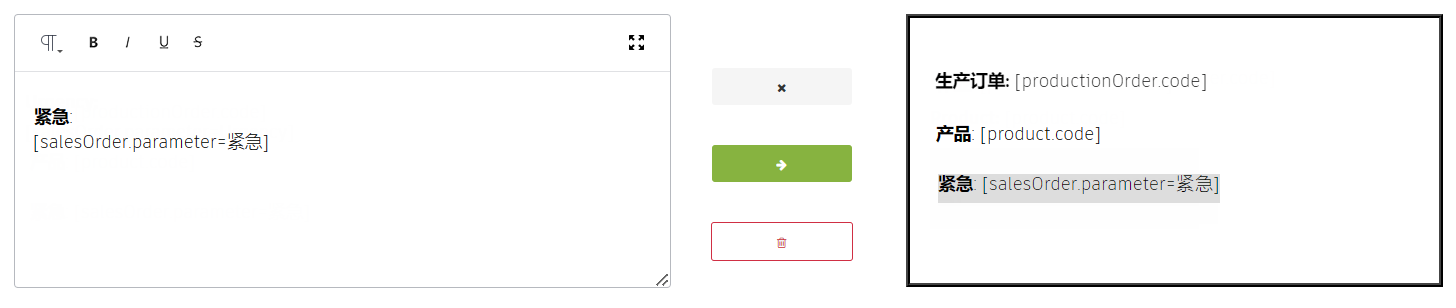 B I U S
紧急:
[salesOrder.parameter=紧急]
生产订单: [productionOrder.code]
产品: [product.code]
紧急: [salesOrder.parameter=紧急]